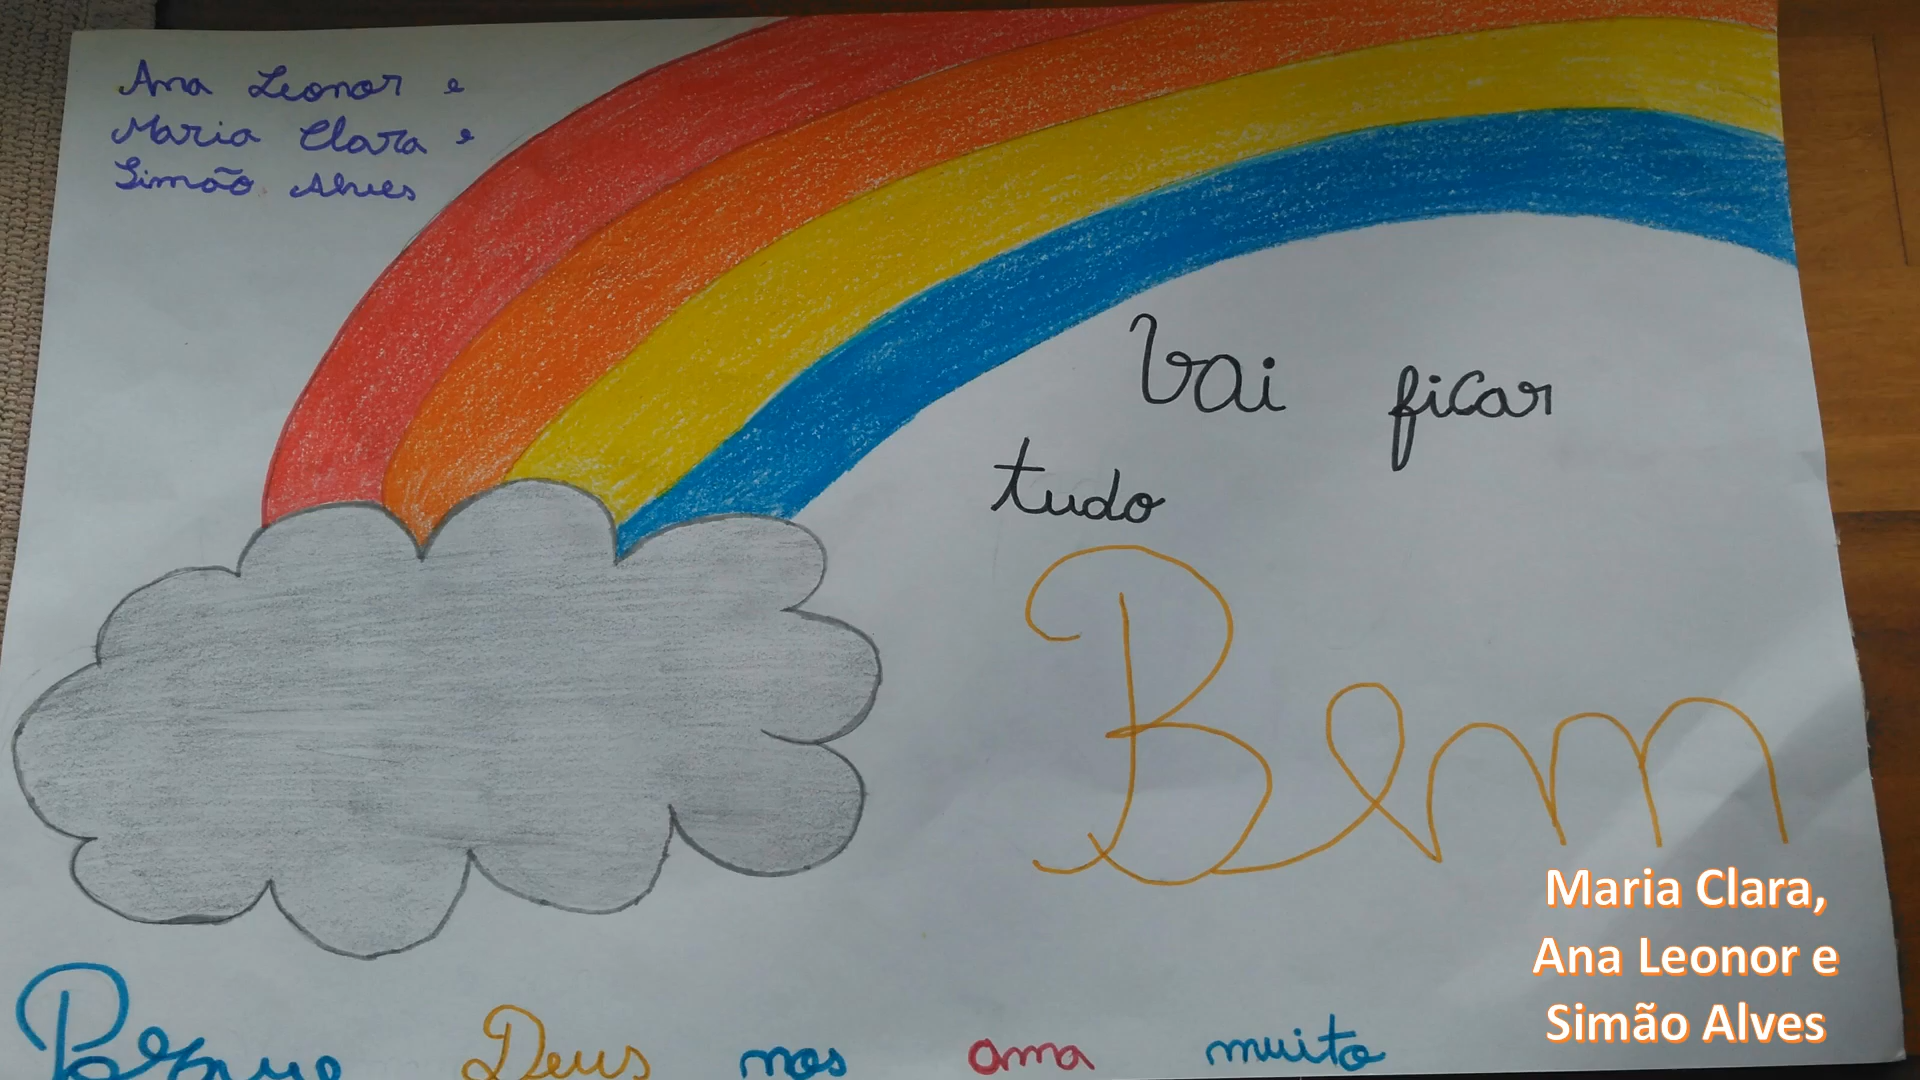 Ana Leonor e
Maria Clara e
Simão Alves
Vai ficar
tudo
Bem
Deus nos ama muito
Maria Clara,
Ana Leonor e
Simão Alves